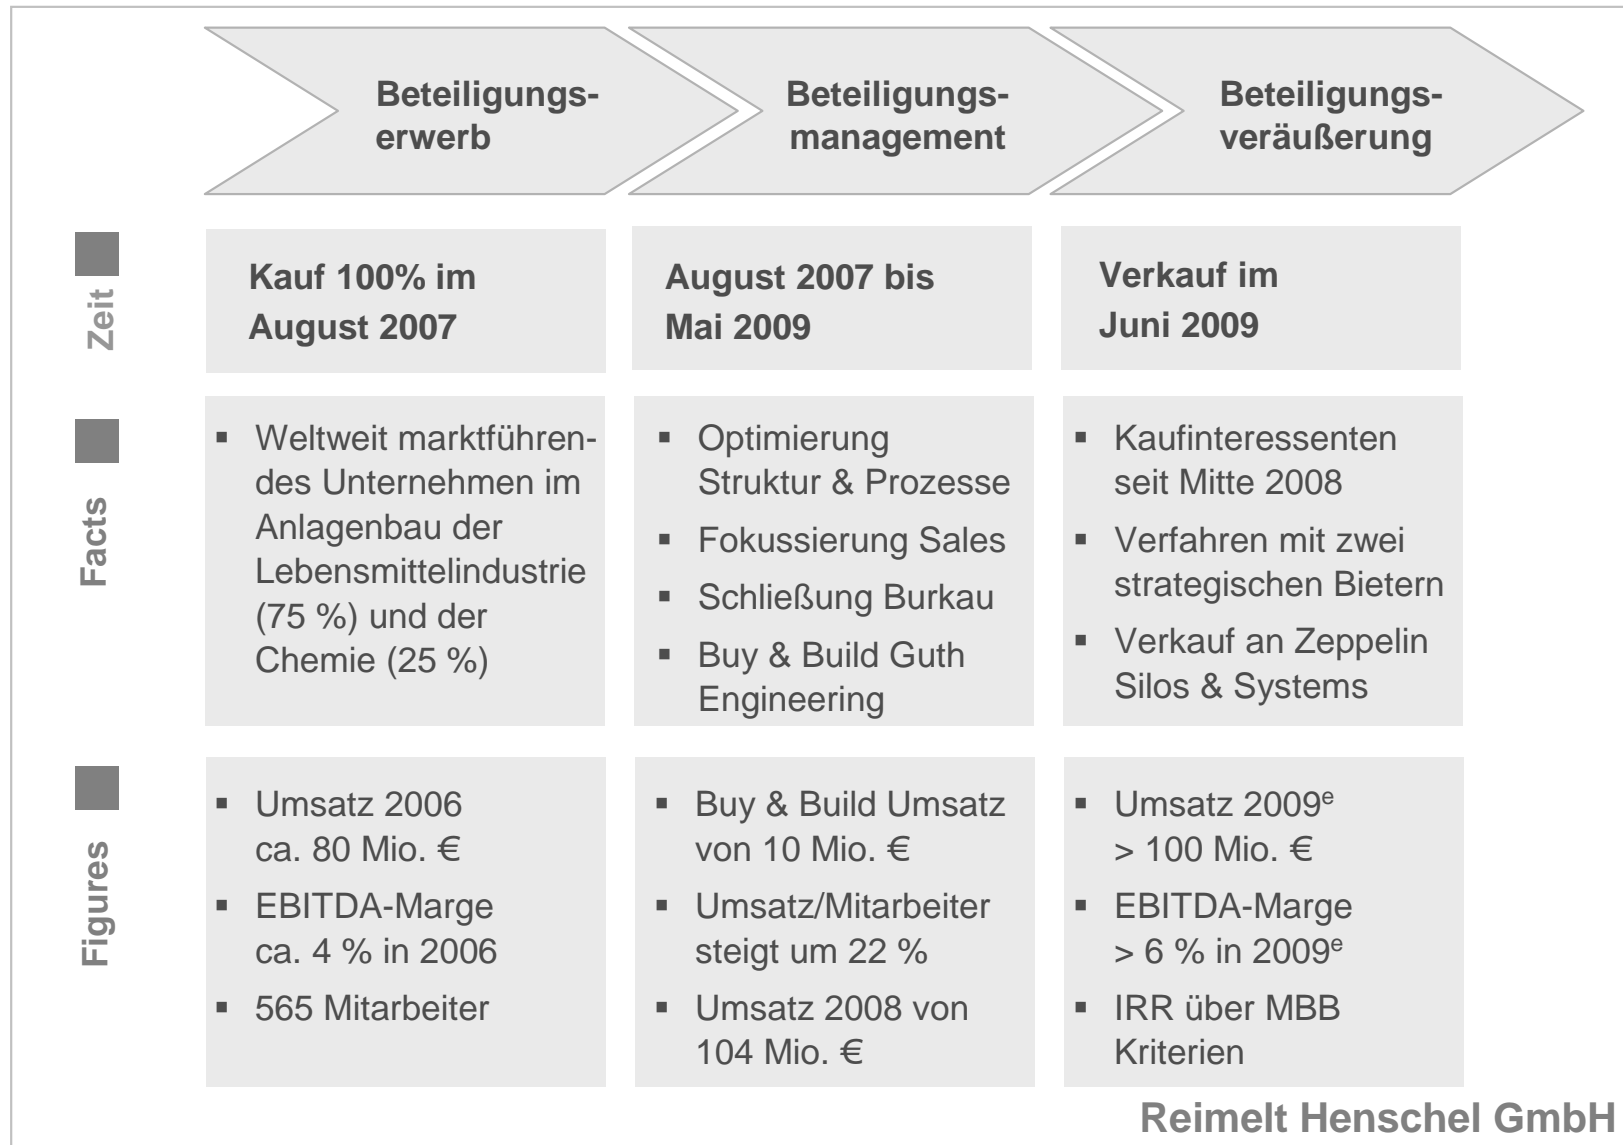 Beteiligungs-
erwerb
Beteiligungs-
management
Beteiligungs-
veräußerung
Zeit
Kauf 100% im
August 2007
August 2007 bis
Mai 2009
Verkauf im
Juni 2009
Facts
▪ Weltweit marktführen-
des Unternehmen im
Anlagenbau der
Lebensmittelindustrie
(75 %) und der
Chemie (25 %)
▪ Optimierung
Struktur & Prozesse
▪ Fokussierung Sales
▪ Schließung Burkau
▪ Buy & Build Guth
Engineering
▪ Kaufinteressenten
seit Mitte 2008
▪ Verfahren mit zwei
strategischen Bietern
▪ Verkauf an Zeppelin
Silos & Systems
Figures
▪ Umsatz 2006
ca. 80 Mio. €
▪ EBITDA-Marge
ca. 4 % in 2006
▪ 565 Mitarbeiter
▪ Buy & Build Umsatz
von 10 Mio. €
▪ Umsatz/Mitarbeiter
steigt um 22 %
▪ Umsatz 2008 von
104 Mio. €
▪ Umsatz 2009ᵉ
> 100 Mio. €
▪ EBITDA-Marge
> 6 % in 2009ᵉ
▪ IRR über MBB
Kriterien
Reimelt Henschel GmbH